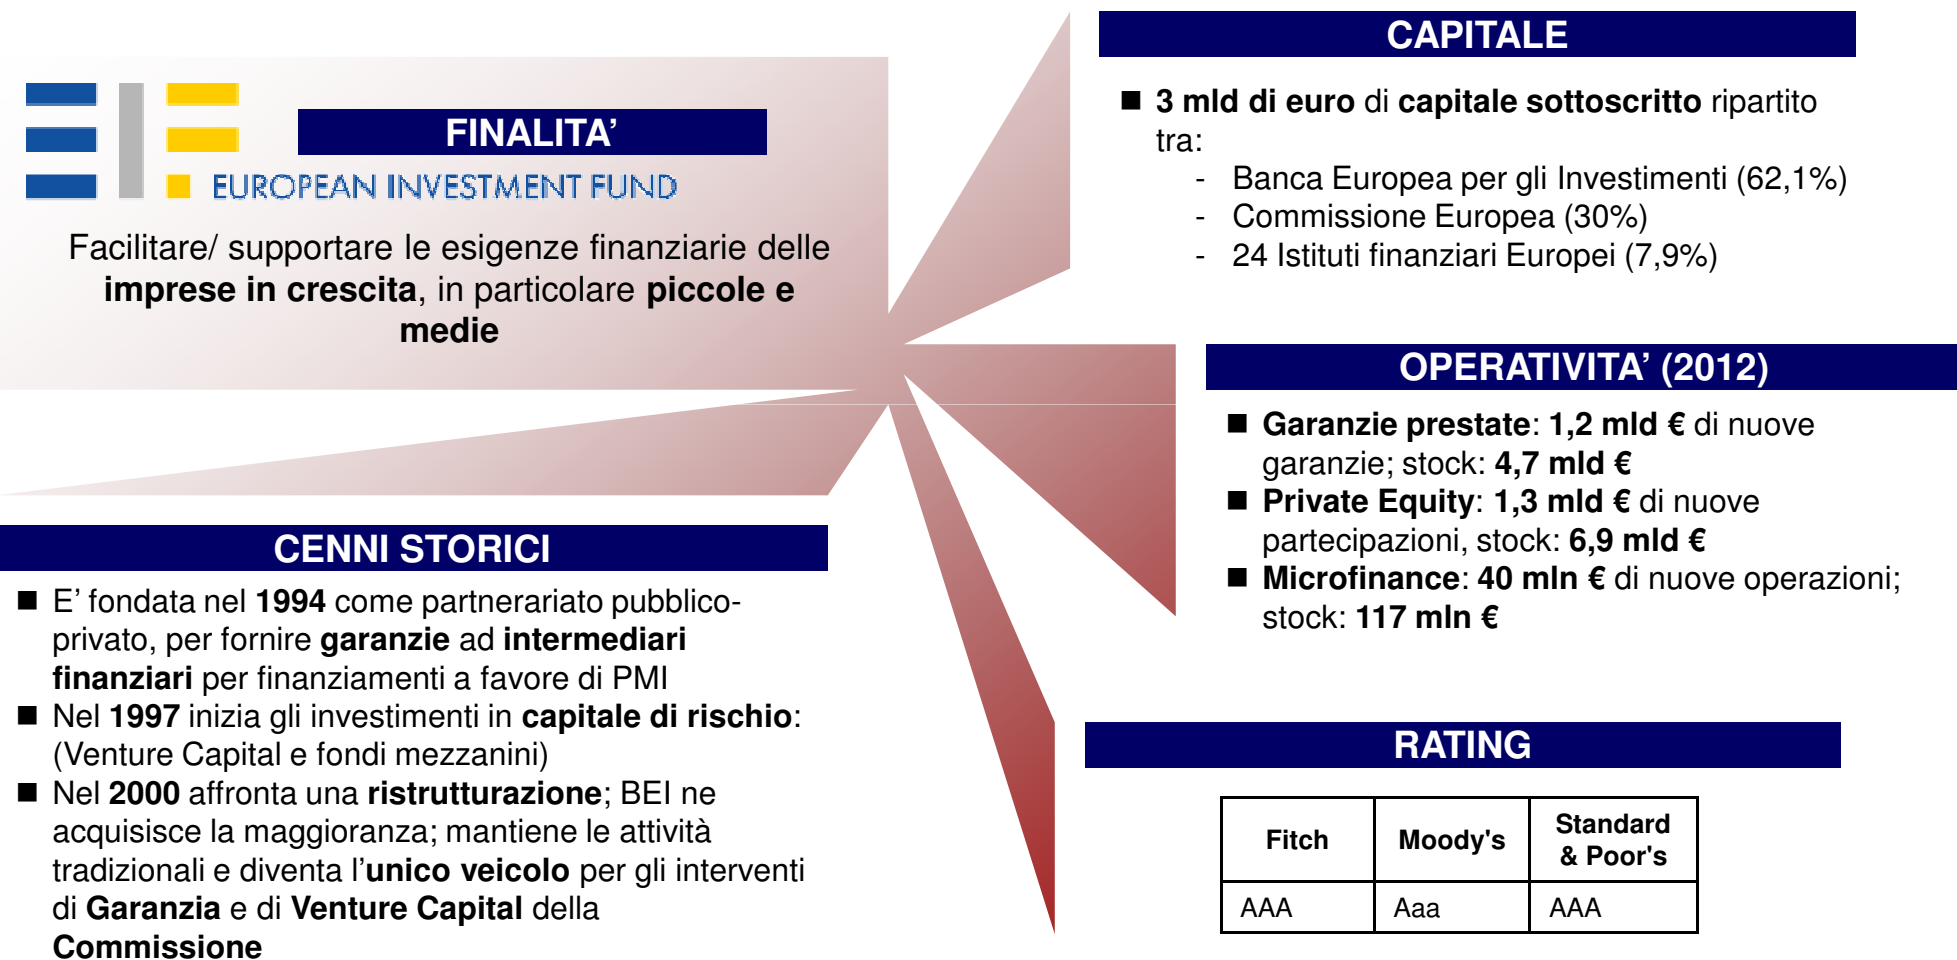 FINALITA’
EUROPEAN INVESTMENT FUND
Facilitare/ supportare le esigenze finanziarie delle
imprese in crescita, in particolare piccole e
medie
CAPITALE
■ 3 mld di euro di capitale sottoscritto ripartito
tra:
- Banca Europea per gli Investimenti (62,1%)
- Commissione Europea (30%)
- 24 Istituti finanziari Europei (7,9%)
OPERATIVITA’ (2012)
■ Garanzie prestate: 1,2 mld € di nuove
garanzie; stock: 4,7 mld €
■ Private Equity: 1,3 mld € di nuove
partecipazioni, stock: 6,9 mld €
■ Microfinance: 40 mln € di nuove operazioni;
stock: 117 mln €
CENNI STORICI
■ E’ fondata nel 1994 come partnerariato pubblico-
privato, per fornire garanzie ad intermediari
finanziari per finanziamenti a favore di PMI
■ Nel 1997 inizia gli investimenti in capitale di rischio:
(Venture Capital e fondi mezzanini)
■ Nel 2000 affronta una ristrutturazione; BEI ne
acquisisce la maggioranza; mantiene le attività
tradizionali e diventa l’unico veicolo per gli interventi
di Garanzia e di Venture Capital della
Commissione
RATING
Fitch Moody's Standard
& Poor's
AAA Aaa AAA